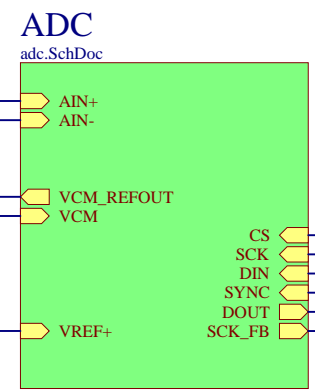 ADC
adc.SchDoc
AIN+
AIN-
VCM_REFOUT
VCM
CS
SCK
DIN
SYNC
DOUT
VREF+ SCK_FB